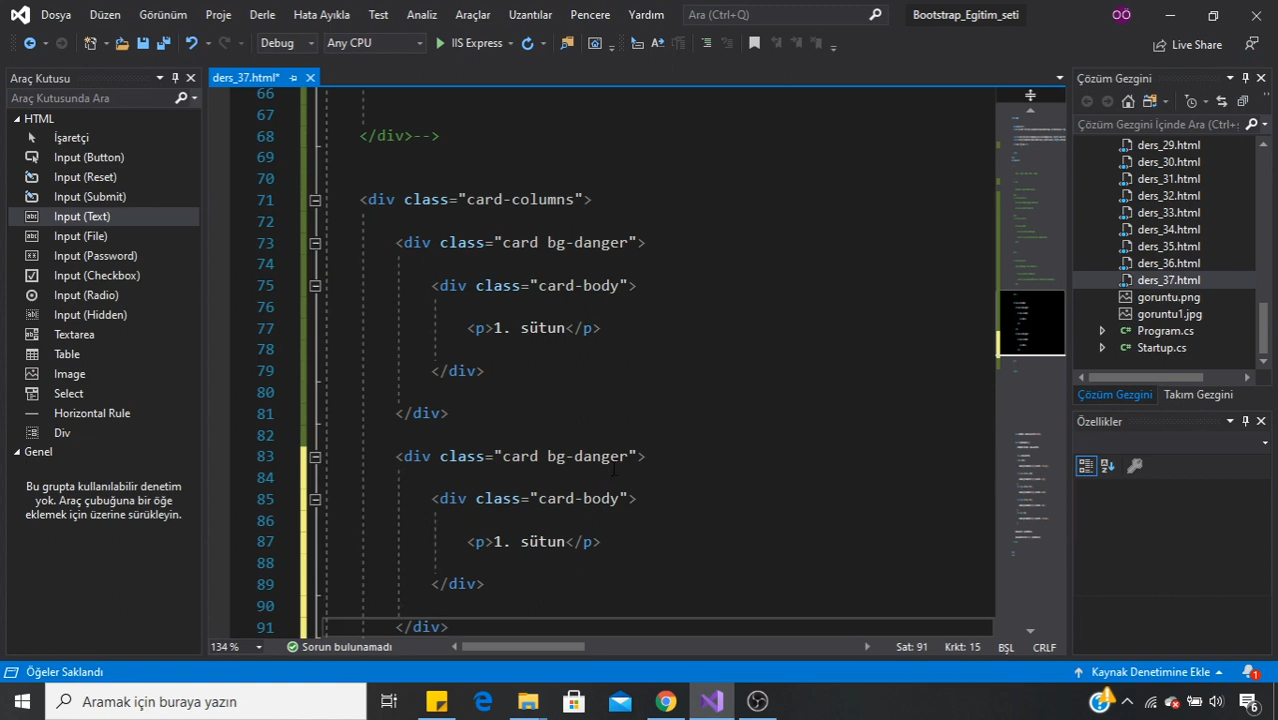 Dosya Düzen Görünüm Proje Derle Hata Ayıkla Test Analiz Araçlar Uzantılar Pencere Yardım Ara (Ctrl+Q) Bootstrap_Egitim_seti OÖ
Debug Any CPU IIS Express Live Share
Araç Kutusu
Araç Kutusunda Ara
HTML
İşaretçi
Input (Button)
Input (Reset)
Input (Submit)
Input (Text)
Input (File)
Input (Password)
Input (Checkbox)
Input (Radio)
Input (Hidden)
Textarea
Table
Image
Select
Horizontal Rule
Div
Genel
Bu grupta kullanılabilir denetim
yok. Araç çubuğuna bir öğe
eklemek için üzerine sürükleyin.
ders_37.html*
66
67
68 </div>-->
69
70
71 <div class="card-columns">
72
73 <div class="card bg-danger">
74
75 <div class="card-body">
76
77 <p>1. sütun</p>
78
79 </div>
80
81 </div>
82
83 <div class="card bg-danger">
84
85 <div class="card-body">
86
87 <p>1. sütun</p>
88
89 </div>
90
91 </div>
134 % Sorun bulunamadı Sat: 91 Krkt: 15 BŞL CRLF
Çözüm Gezgini
Çözüm Gezgini İçinde Ara (Ctrl+
ders_29.html
ders_30.html
ders_31.html
ders_32.html
ders_33.html
ders_34.html
ders_35.html
ders_36.html
ders_37.html
goruntu.png
goruntu1.jpg
Program.cs
Startup.cs
Çözüm Gezgini Takım Gezgini
Özellikler
Öğeler Saklandı Kaynak Denetimine Ekle 1
Aramak için buraya yazın 6